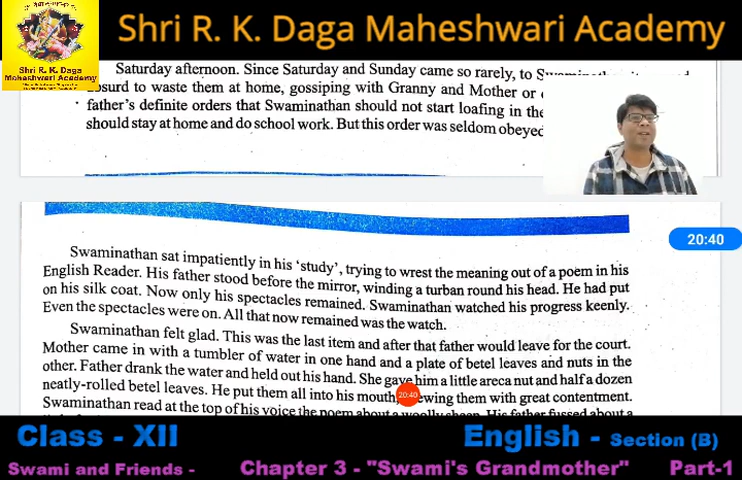 Shri R. K. Daga Maheshwari Academy
Shri R. K. Daga
Maheshwari Academy
Saturday afternoon. Since Saturday and Sunday came so rarely, to
absurd to waste them at home, gossiping with Granny and Mother or
father's definite orders that Swaminathan should not start loafing in the
should stay at home and do school work. But this order was seldom obeyed
20:40
Swaminathan sat impatiently in his 'study', trying to wrest the meaning out of a poem in his
English Reader. His father stood before the mirror, winding a turban round his head. He had put
on his silk coat. Now only his spectacles remained. Swaminathan watched his progress keenly.
Even the spectacles were on. All that now remained was the watch.
Swaminathan felt glad. This was the last item and after that father would leave for the court.
Mother came in with a tumbler of water in one hand and a plate of betel leaves and nuts in the
other. Father drank the water and held out his hand. She gave him a little areca nut and half a dozen
neatly-rolled betel leaves. He put them all into his mouth, ewing them with great contentment.
20:40
Swaminathan read at the top of his voice the poem about a woolly sheep. His father fussed about a
Class - XII
English - Section (B)
Swami and Friends -
Chapter 3 - "Swami's Grandmother"
Part-1